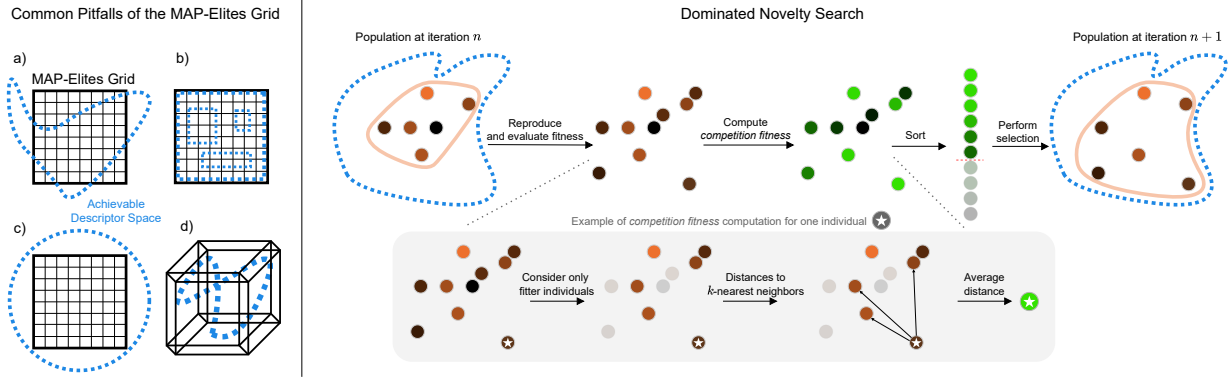 Common Pitfalls of the MAP-Elites Grid
a)
MAP-Elites Grid
b)
Achievable
Descriptor Space
c)
d)
Dominated Novelty Search
Population at iteration n
Reproduce
and evaluate fitness
Compute
competition fitness
Sort
Perform
selection
Population at iteration n + 1
Example of competition fitness computation for one individual
Consider only
fitter individuals
Distances to
k-nearest neighbors
Average
distance